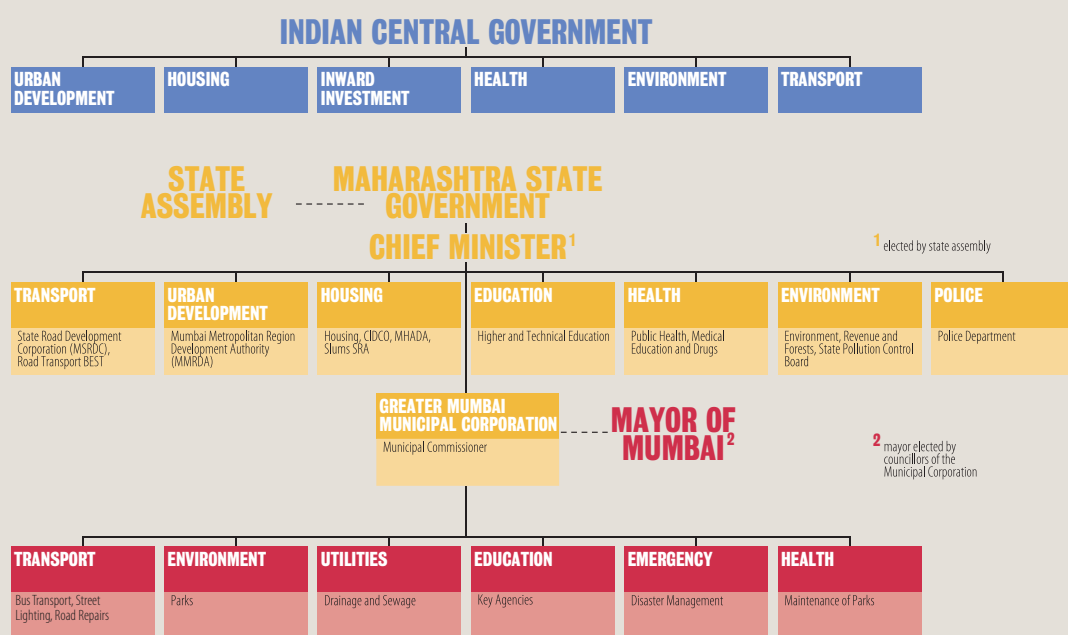 INDIAN CENTRAL GOVERNMENT
URBAN
DEVELOPMENT
HOUSING
INWARD
INVESTMENT
HEALTH
ENVIRONMENT
TRANSPORT
STATE
ASSEMBLY
MAHARASHTRA STATE
GOVERNMENT
CHIEF MINISTER1
1 elected by state assembly
TRANSPORT
State Road Development
Corporation (MSRDC),
Road Transport BEST
URBAN
DEVELOPMENT
Mumbai Metropolitan Region
Development Authority
(MMRDA)
HOUSING
Housing, CIDCO, MHADA,
Slums SRA
EDUCATION
Higher and Technical Education
HEALTH
Public Health, Medical
Education and Drugs
ENVIRONMENT
Environment, Revenue and
Forests, State Pollution Control
Board
POLICE
Police Department
GREATER MUMBAI
MUNICIPAL CORPORATION
Municipal Commissioner
MAYOR OF
MUMBAI2
2 mayor elected by
councillors of the
Municipal Corporation
TRANSPORT
Bus Transport, Street
Lighting, Road Repairs
ENVIRONMENT
Parks
UTILITIES
Drainage and Sewage
EDUCATION
Key Agencies
EMERGENCY
Disaster Management
HEALTH
Maintenance of Parks